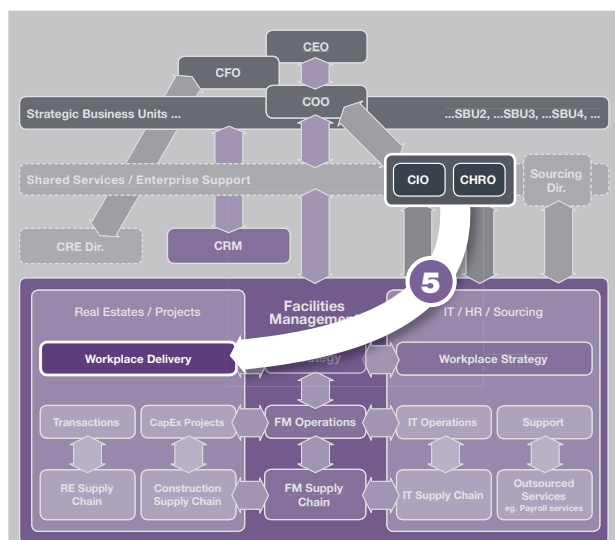 CEO
CFO
COO
Strategic Business Units ...
...SBU2, ...SBU3, ...SBU4, ...
Shared Services / Enterprise Support
CIO
CHRO
Sourcing
Dir.
CRE Dir.
CRM
5
Real Estates / Projects
Facilities
Management
IT / HR / Sourcing
Workplace Delivery
Strategy
Workplace Strategy
Transactions
CapEx Projects
FM Operations
IT Operations
Support
RE Supply
Chain
Construction
Supply Chain
FM Supply
Chain
IT Supply Chain
Outsourced
Services
eg. Payroll services